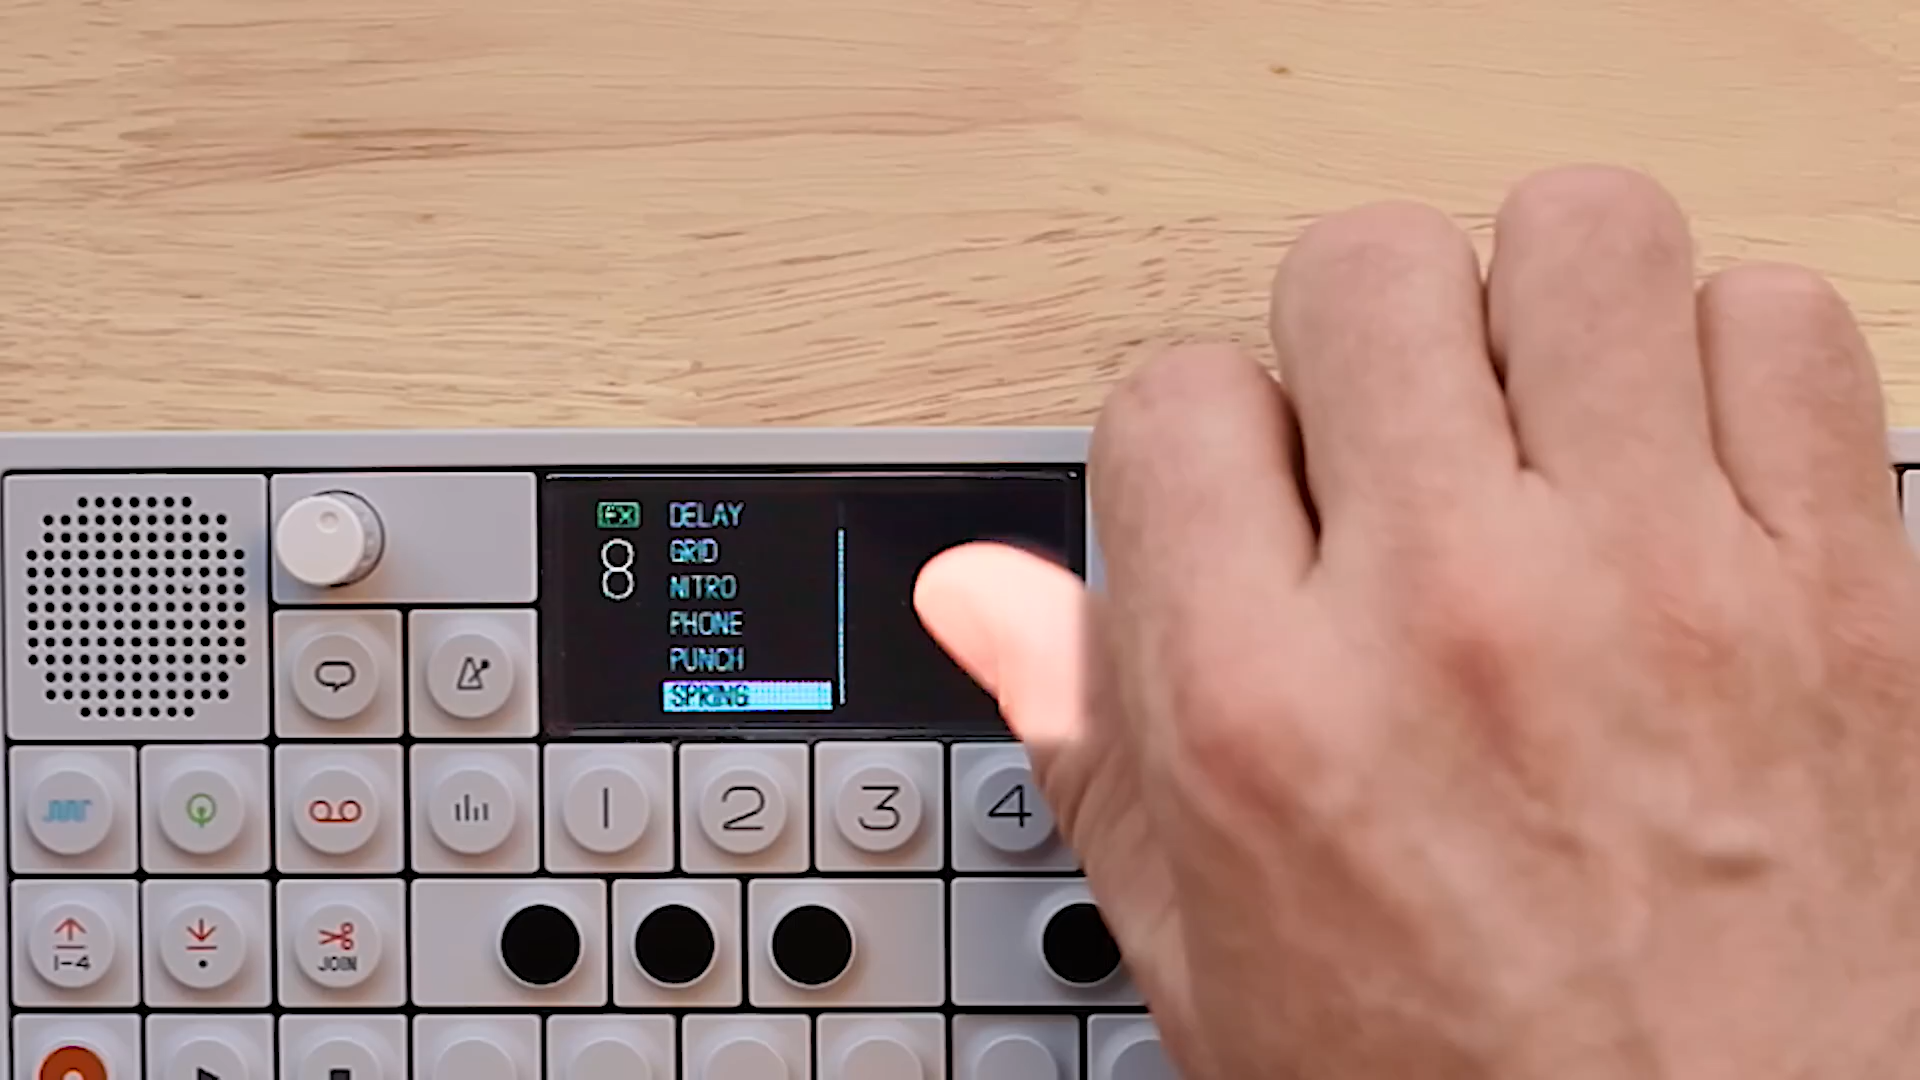 FX
8
DELAY
GRID
NITRO
PHONE
PUNCH
SPRING
1
2
3
4
1-4
JOIN